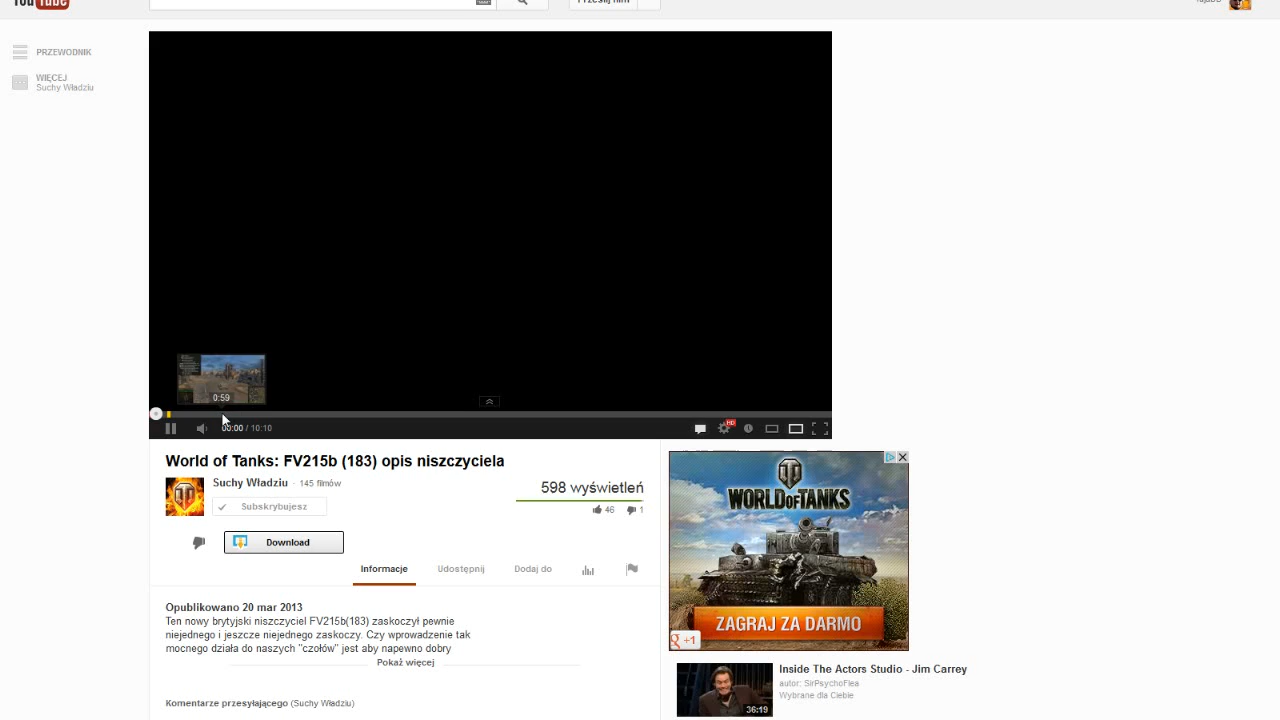 YouTube
Prześlij film
PRZEWODNIK
WIĘCEJ
Suchy Władziu
0:59
00:00 / 10:10
HD
World of Tanks: FV215b (183) opis niszczyciela
Suchy Władziu · 145 filmów
Subskrybujesz
598 wyświetleń
46 1
Download
Informacje Udostępnij Dodaj do
Opublikowano 20 mar 2013
Ten nowy brytyjski niszczyciel FV215b(183) zaskoczył pewnie
niejednego i jeszcze niejednego zaskoczy. Czy wprowadzenie tak
mocnego działa do naszych "czołów" jest aby napewno dobry
Pokaż więcej
Komentarze przesyłającego (Suchy Władziu)
WORLD OF TANKS
ZAGRAJ ZA DARMO
g +1
Inside The Actors Studio - Jim Carrey
autor: SirPsychoFlea
Wybrane dla Ciebie
36:19